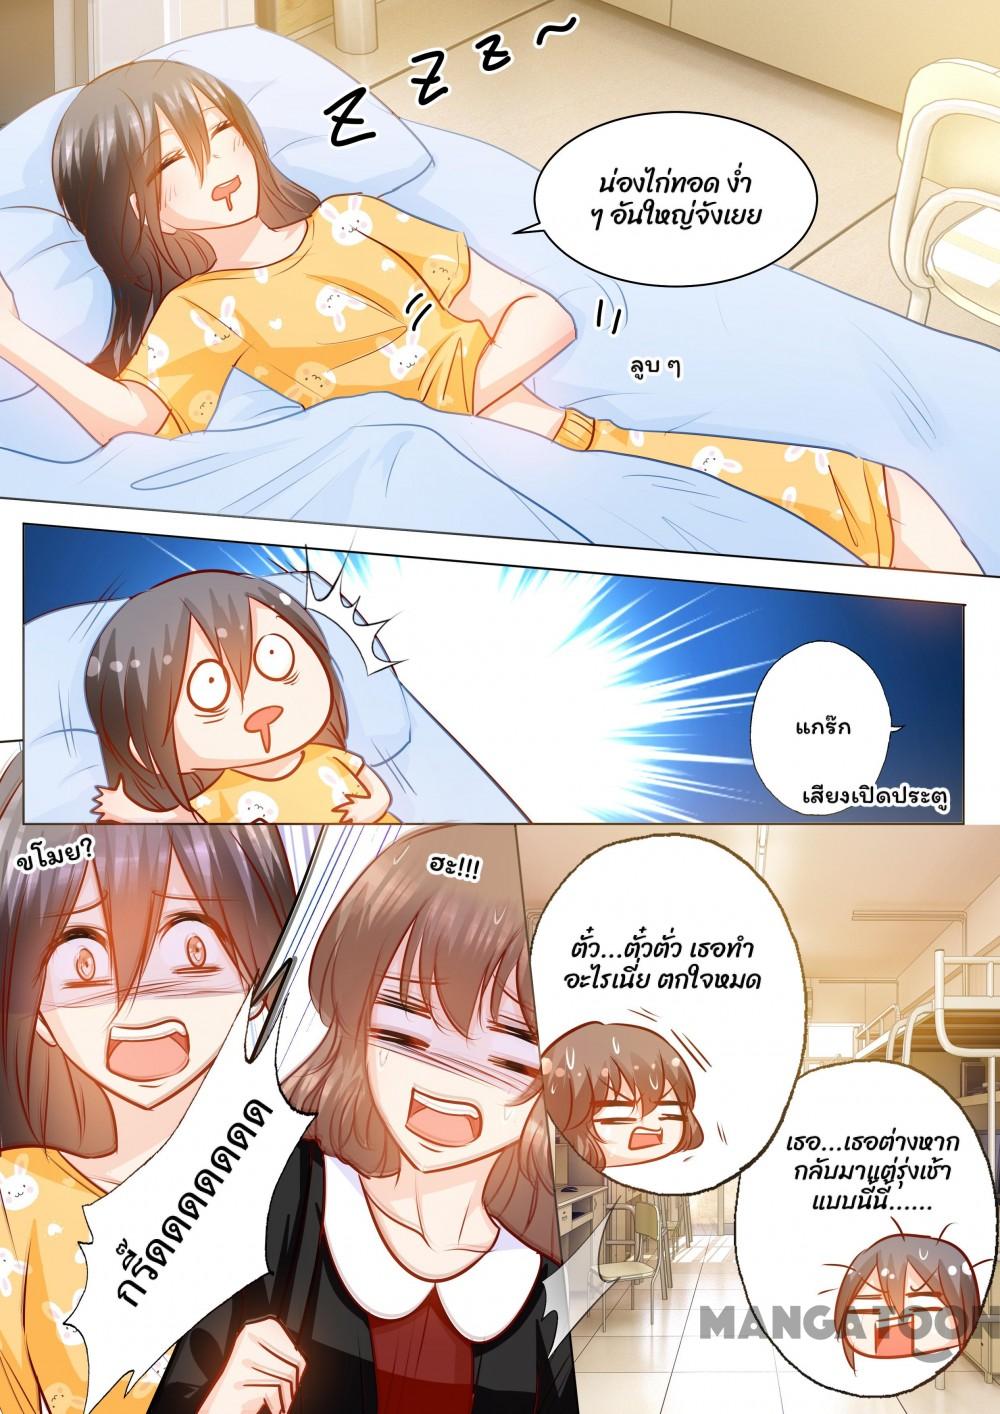 Z Z Z ~
น่องไก่ทอด ง่ำ
ๆ อันใหญ่จังเยย
ลูบ ๆ
แกร๊ก
เสียงเปิดประตู
ขโมย?
ฮะ!!!
กรี๊ดดดดดดดด
ตั๋ว...ตั๋วตั่ว เธอทำ
อะไรเนี่ย ตกใจหมด
เธอ...เธอต่างหาก
กลับมาแต่รุ่งเช้า
แบบนี้นี้......
MANGATOON